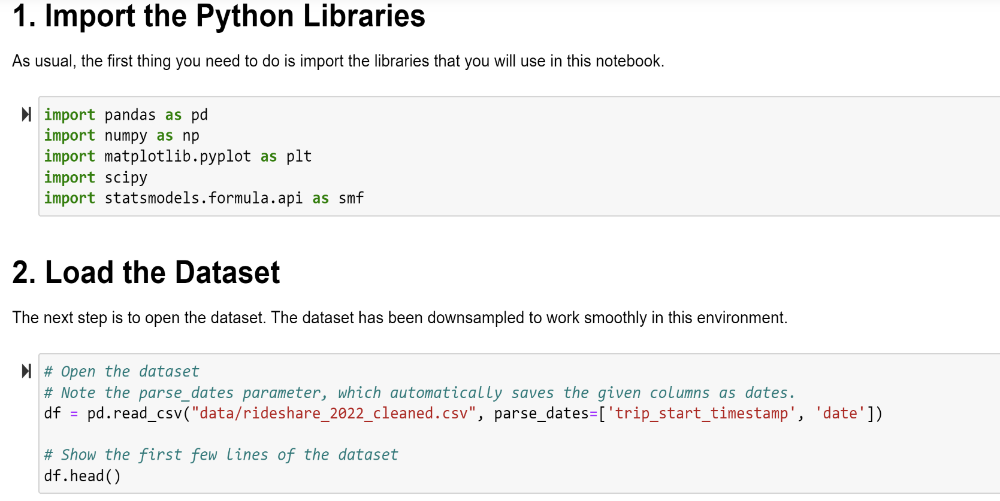 1. Import the Python Libraries
As usual, the first thing you need to do is import the libraries that you will use in this notebook.
import pandas as pd
import numpy as np
import matplotlib.pyplot as plt
import scipy
import statsmodels.formula.api as smf
2. Load the Dataset
The next step is to open the dataset. The dataset has been downsampled to work smoothly in this environment.
# Open the dataset
# Note the parse_dates parameter, which automatically saves the given columns as dates.
df = pd.read_csv("data/rideshare_2022_cleaned.csv", parse_dates=['trip_start_timestamp', 'date'])
# Show the first few lines of the dataset
df.head()